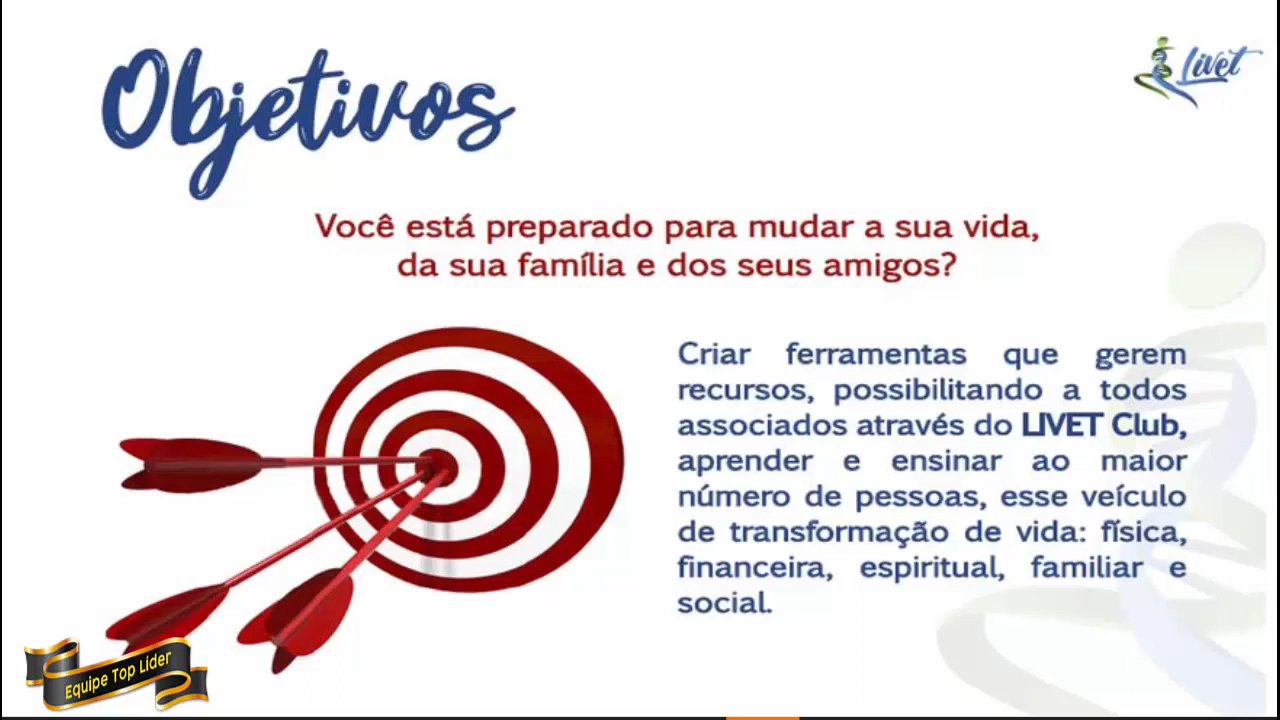 Objetivos
Livet
Você está preparado para mudar a sua vida,
da sua família e dos seus amigos?
Criar ferramentas que gerem
recursos, possibilitando a todos
associados através do LIVET Club,
aprender e ensinar ao maior
número de pessoas, esse veículo
de transformação de vida: física,
financeira, espiritual, familiar e
social.
Equipe Top Líder